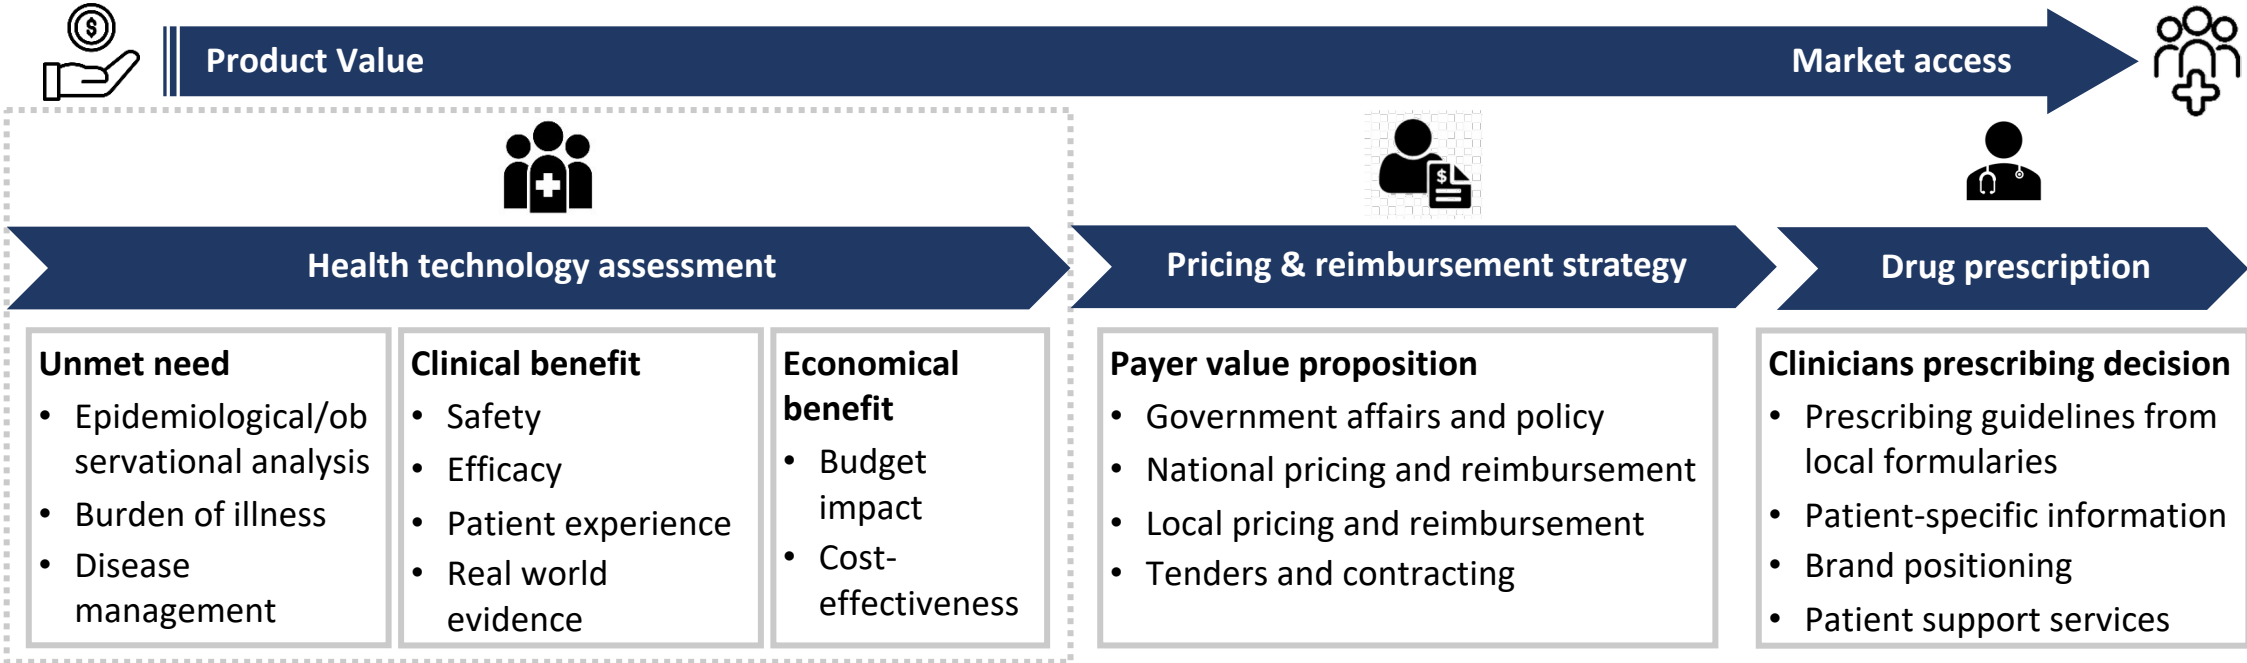 Product Value
Market access
Health technology assessment
Pricing & reimbursement strategy
Drug prescription
Unmet need
• Epidemiological/ob
servational analysis
• Burden of illness
• Disease
management
Clinical benefit
• Safety
• Efficacy
• Patient experience
• Real world
evidence
Economical
benefit
• Budget
impact
• Cost-
effectiveness
Payer value proposition
• Government affairs and policy
• National pricing and reimbursement
• Local pricing and reimbursement
• Tenders and contracting
Clinicians prescribing decision
• Prescribing guidelines from
local formularies
• Patient-specific information
• Brand positioning
• Patient support services